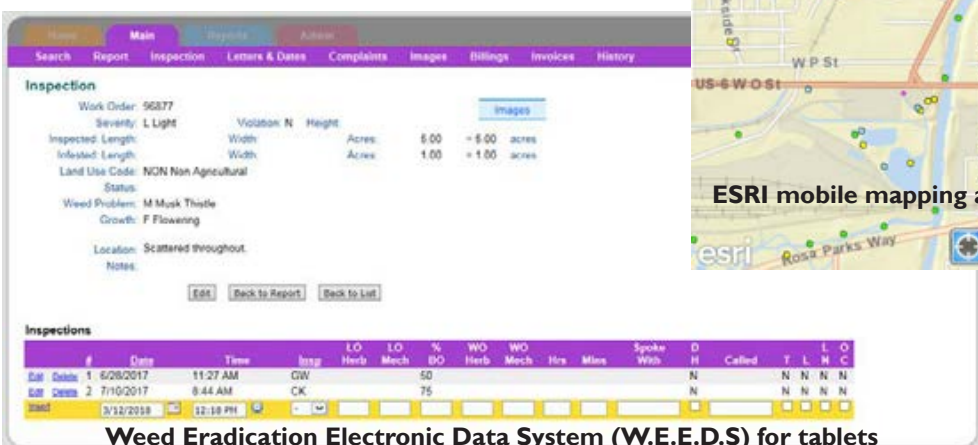 Home Main Reports Admin
Search Report Inspection Letters & Dates Complaints Images Billings Invoices History
Inspection
Work Order: 96877
Images
Severity: L Light Violation: N Height:
Inspected: Length: Width: Acres: 5.00 = 5.00 acres
Infested: Length: Width: Acres: 1.00 = 1.00 acres
Land Use Code: NON Non Agricultural
Status:
Weed Problem: M Musk Thistle
Growth: F Flowering
Location: Scattered throughout.
Notes:
Edit Back to Report Back to List
W P St
US-6 W O St
ESRI mobile mapping
esri
Rosa Parks Way
Inspections
# Date Time Insp LO Herb LO Mech % BO WO Herb WO Mech Hrs Miles Spoke With D H Called T L L N O C
Edit Delete 1 6/28/2017 11:27 AM GW 50 N N N N N
Edit Delete 2 7/10/2017 8:44 AM CK 75 N N N N N
Insert 3/12/2018 12:18 PM -
Weed Eradication Electronic Data System (W.E.E.D.S) for tablets